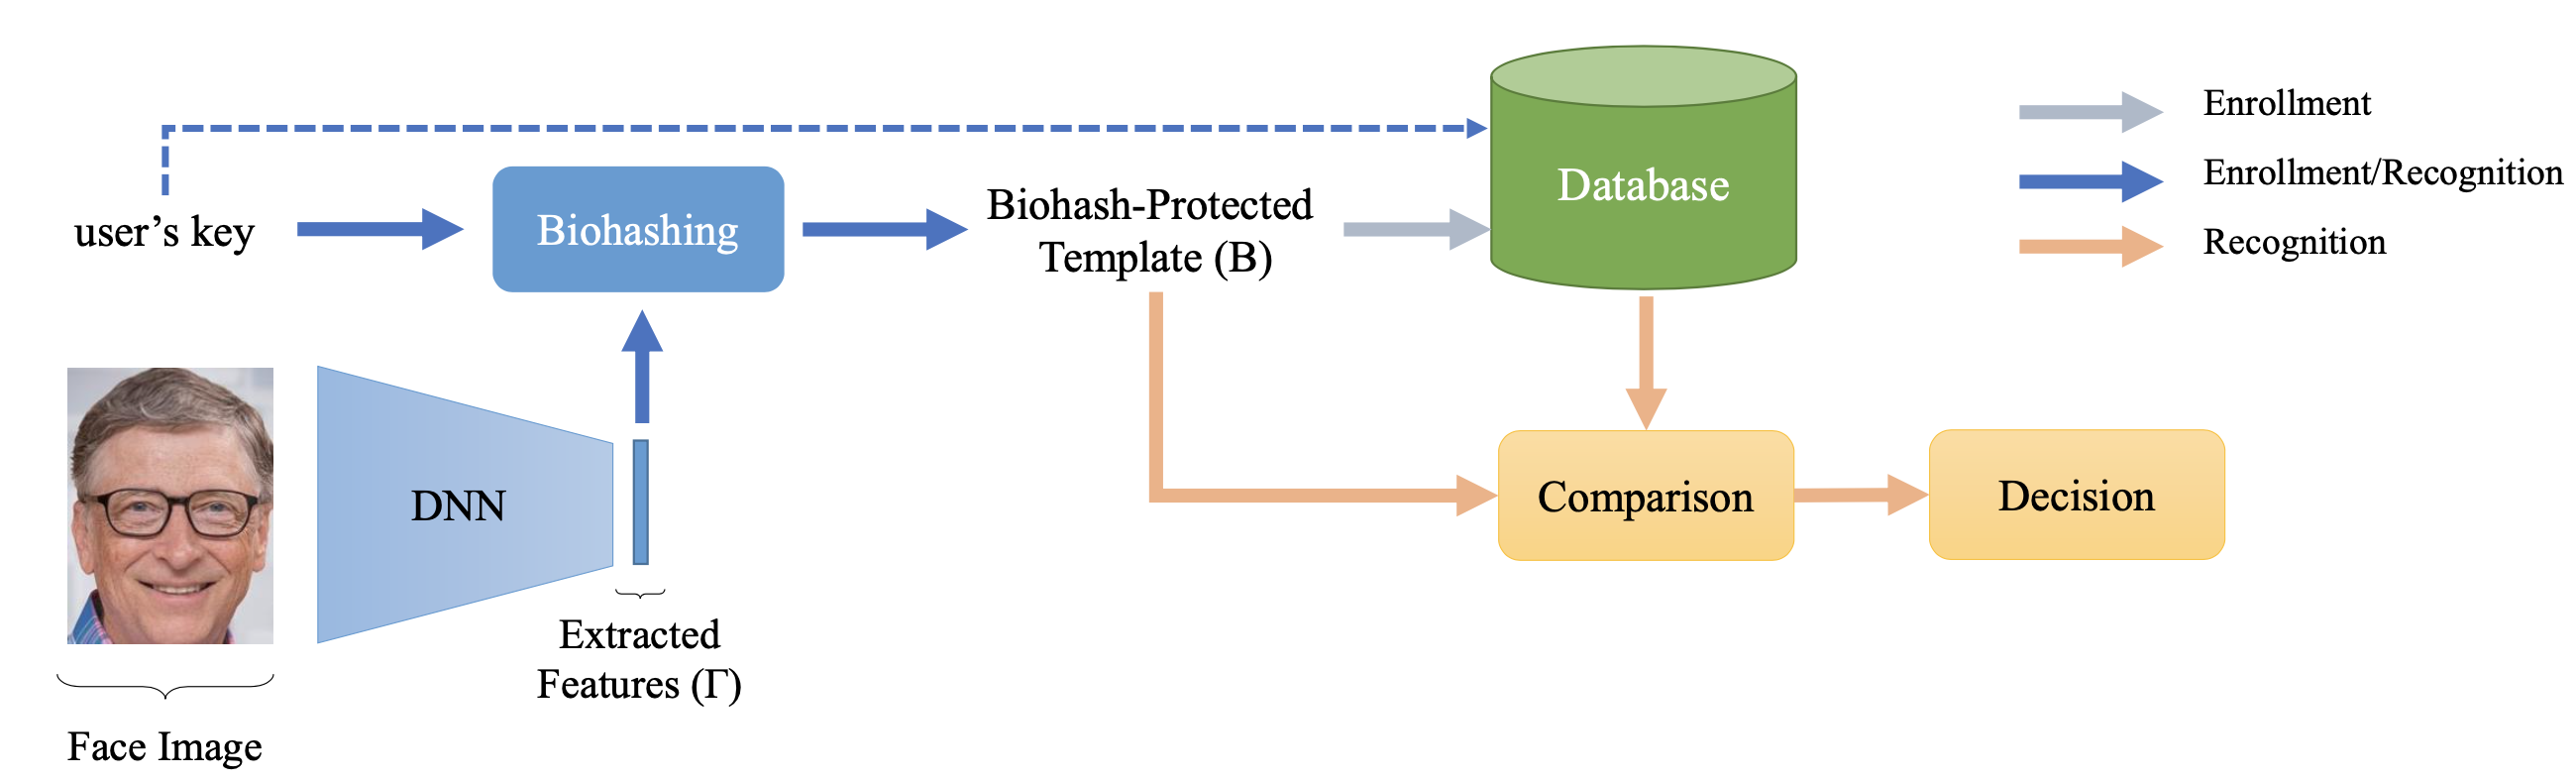 user's key
Biohashing
Biohash-Protected
Template (B)
Database
Enrollment
Enrollment/Recognition
Recognition
DNN
Extracted
Features (Γ)
Face Image
Comparison
Decision